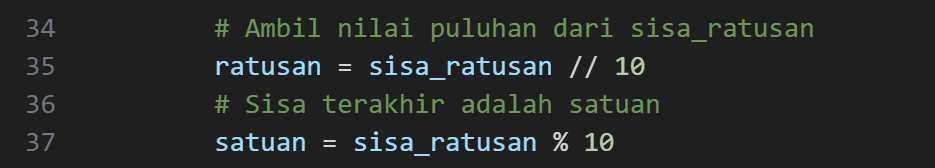 34 # Ambil nilai puluhan dari sisa_ratusan
35 ratusan = sisa_ratusan // 10
36 # Sisa terakhir adalah satuan
37 satuan = sisa_ratusan % 10